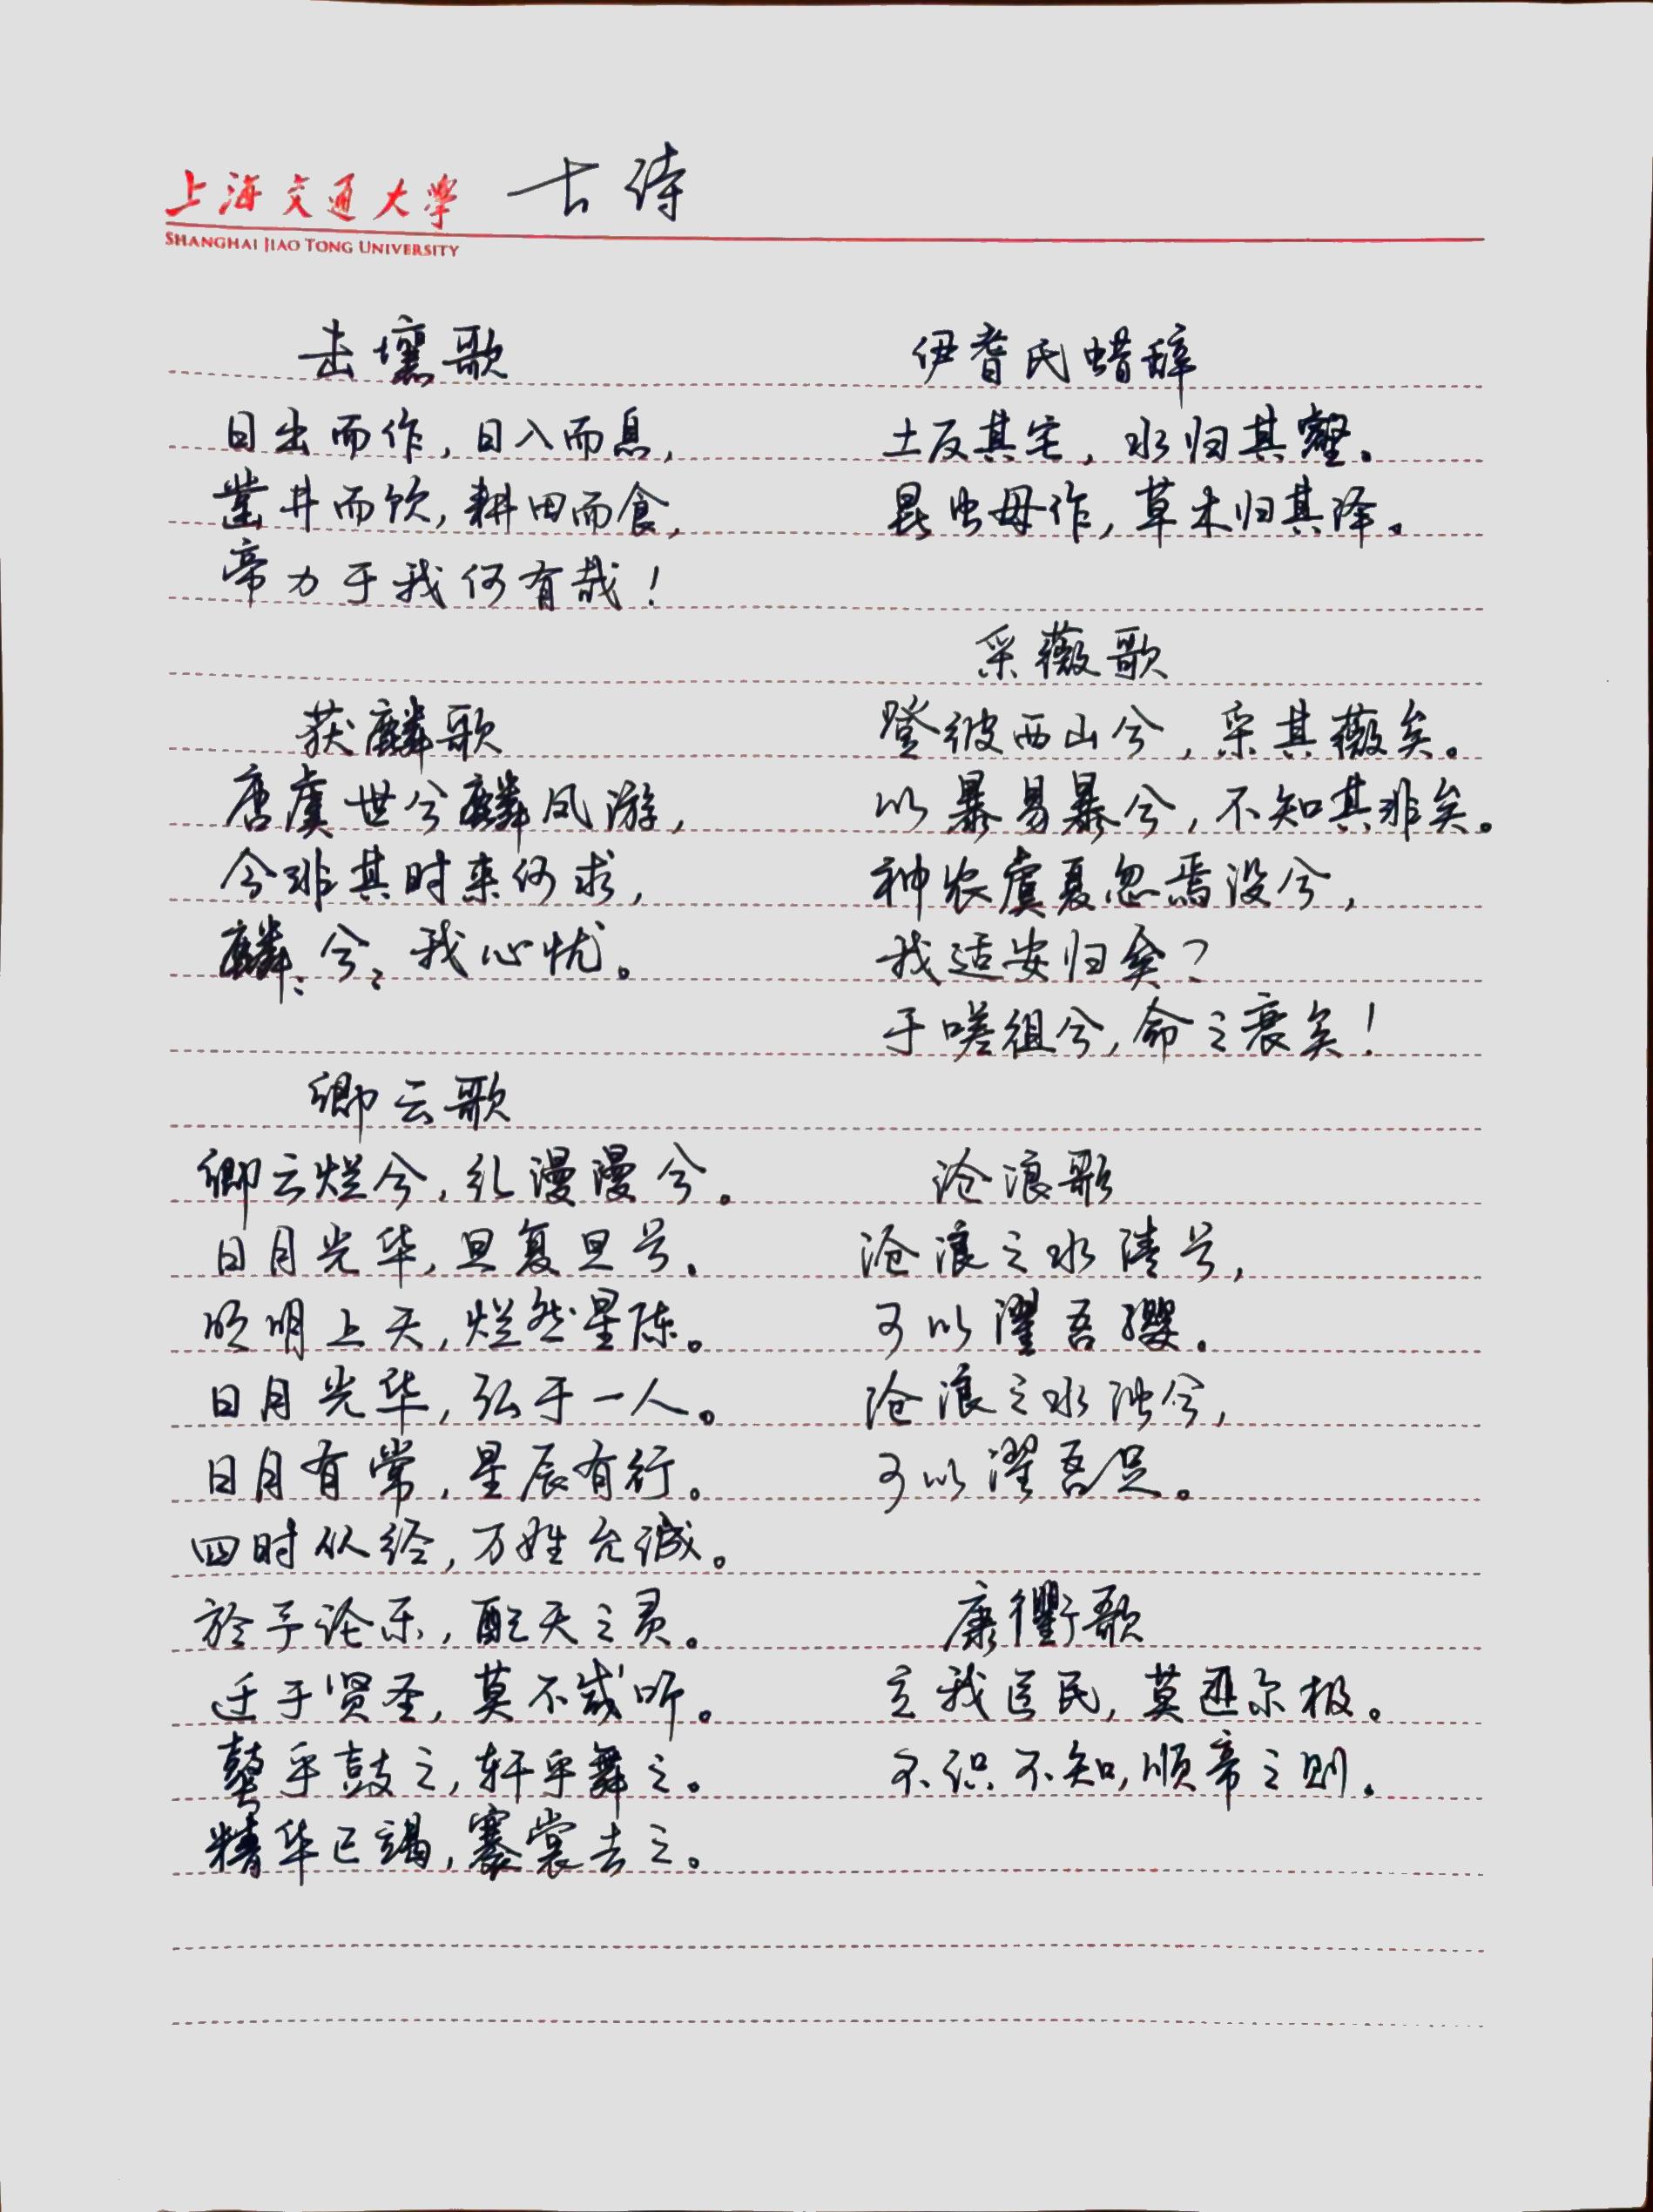 上海交通大學 古诗
SHANGHAI JIAO TONG UNIVERSITY
击壤歌
日出而作，日入而息，
凿井而饮，耕田而食，
帝力于我何有哉！
获麟歌
唐虞世兮麟凤游，
今非其时来何求，
麟：兮：我心忧。
卿云歌
卿云烂兮，糺漫漫兮。
日月光华，旦复旦兮。
明明上天，烂然星陈。
日月光华，弘于一人。
日月有常，星辰有行。
四时从经，万姓允诚。
於予论乐，配天之灵。
迁于贤圣，莫不咸听。
鼚乎鼓之，轩乎舞之。
精华已竭，褰裳去之。
伊耆氏蜡辞
土反其宅，水归其壑。
昆虫毋作，草木归其泽。
采薇歌
登彼西山兮，采其薇矣。
以暴易暴兮，不知其非矣。
神农虞夏忽焉没兮，
我适安归矣？
于嗟徂兮，命之衰矣！
沧浪歌
沧浪之水清兮，
可以濯吾缨。
沧浪之水浊兮，
可以濯吾足。
康衢歌
立我烝民，莫匪尔极。
不识不知，顺帝之则。